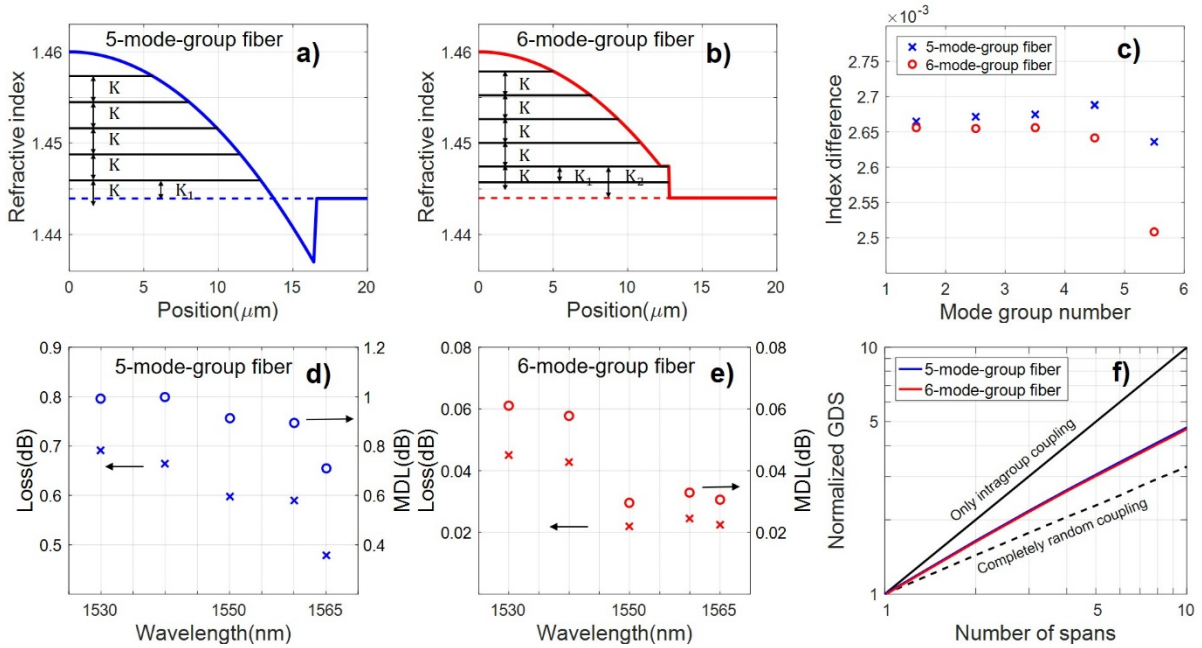 5-mode-group fiber
a)
1.46
1.45
1.44
Refractive index
K
K
K
K
K
K₁
0
5
10
15
20
Position(μm)
6-mode-group fiber
b)
1.46
1.45
1.44
Refractive index
K
K
K
K
K
K₁
K₂
0
5
10
15
20
Position(μm)
×10⁻³
c)
5-mode-group fiber
6-mode-group fiber
2.75
2.7
2.65
2.6
2.55
2.5
Index difference
1
2
3
4
5
6
Mode group number
5-mode-group fiber
d)
0.9
0.8
0.7
0.6
0.5
Loss(dB)
1.2
1
0.8
0.6
0.4
MDL(dB)
1530
1550
1565
Wavelength(nm)
6-mode-group fiber
e)
0.08
0.06
0.04
0.02
Loss(dB)
0.08
0.06
0.04
0.02
MDL(dB)
1530
1550
1565
Wavelength(nm)
f)
5-mode-group fiber
6-mode-group fiber
Only intragroup coupling
Completely random coupling
10
5
1
Normalized GDS
1
5
10
Number of spans